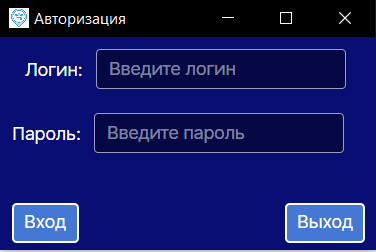 Авторизация
Логин: Введите логин
Пароль: Введите пароль
Вход Выход